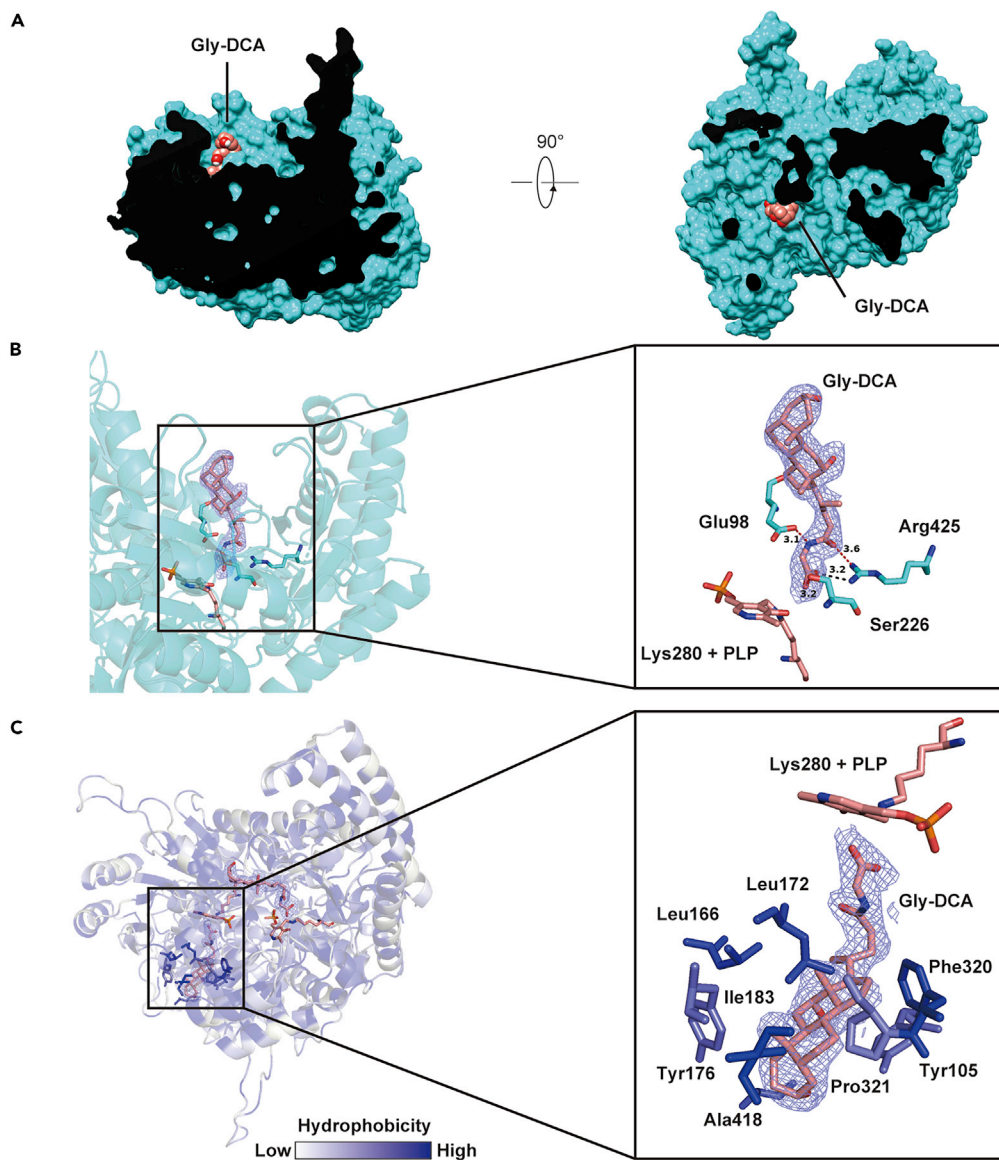 A
Gly-DCA
90°
Gly-DCA
B
Gly-DCA
Glu98
3.1
3.6
Arg425
3.2
3.2
Ser226
Lys280 + PLP
C
Lys280 + PLP
Leu172
Gly-DCA
Leu166
Phe320
Ile183
Tyr176
Pro321
Tyr105
Ala418
Hydrophobicity
Low High